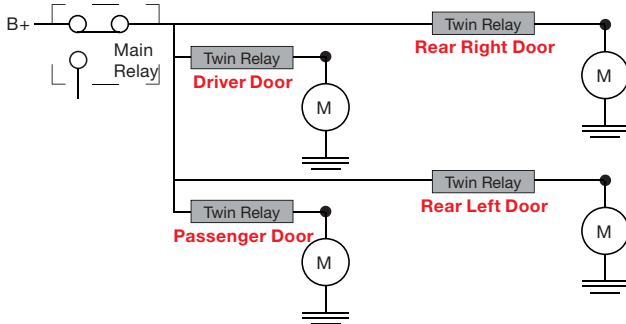 B+
Main
Relay
Twin Relay
Driver Door
M
Twin Relay
Rear Right Door
M
Twin Relay
Passenger Door
M
Twin Relay
Rear Left Door
M